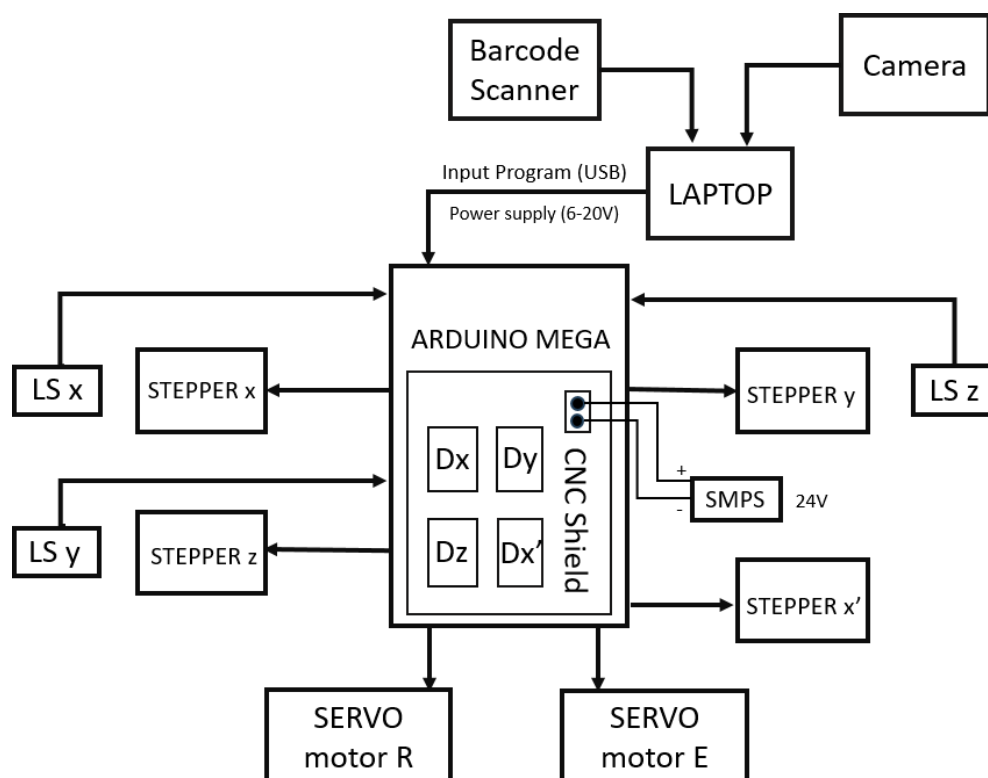 Barcode
Scanner
Camera
Input Program (USB)
LAPTOP
Power supply (6-20V)
ARDUINO MEGA
LS x
STEPPER x
STEPPER y
LS z
Dx
Dy
CNC Shield
+
SMPS
24V
-
LS y
STEPPER z
Dz
Dx’
STEPPER x’
SERVO
motor R
SERVO
motor E